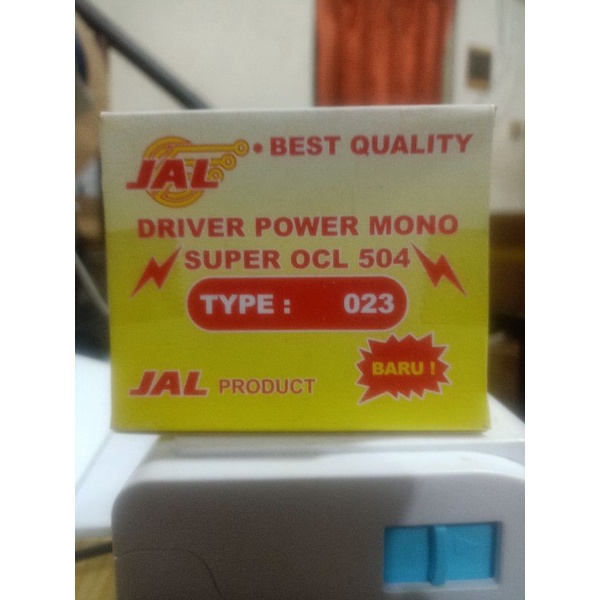 JAL
• BEST QUALITY
DRIVER POWER MONO
SUPER OCL 504
TYPE : 023
JAL PRODUCT
BARU !